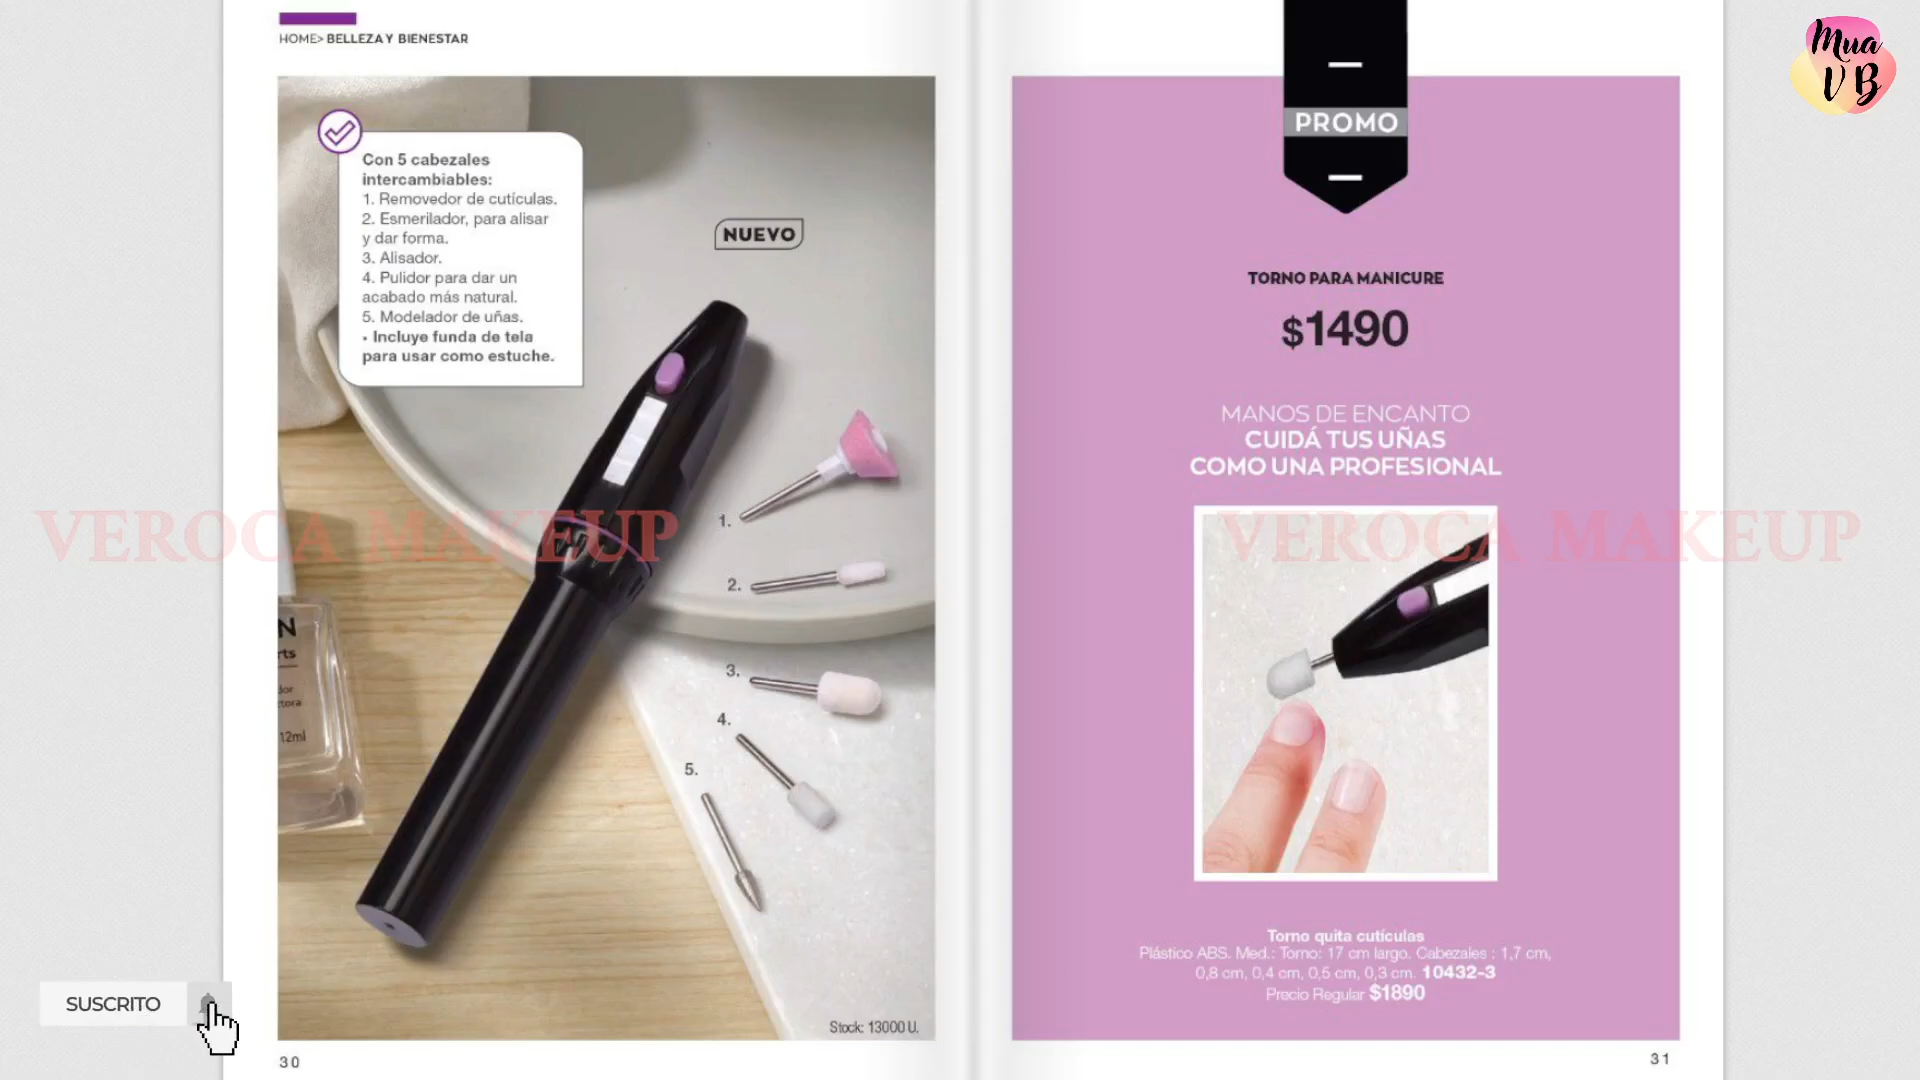 HOME> BELLEZA Y BIENESTAR
Con 5 cabezales
intercambiables:
1. Removedor de cutículas.
2. Esmerilador, para alisar
y dar forma.
3. Alisador.
4. Pulidor para dar un
acabado más natural.
5. Modelador de uñas.
• Incluye funda de tela
para usar como estuche.
NUEVO
1.
2.
3.
4.
5.
N
rts
dor
ctora
12ml
Stock: 13000 U.
30
PROMO
TORNO PARA MANICURE
$1490
MANOS DE ENCANTO
CUIDÁ TUS UÑAS
COMO UNA PROFESIONAL
Torno quita cutículas
Plástico ABS. Med.: Torno: 17 cm largo. Cabezales : 1,7 cm,
0,8 cm, 0,4 cm, 0,5 cm, 0,3 cm. 10432-3
Precio Regular $1890
31
VEROCA MAKEUP
VEROCA MAKEUP
Mua
VB
SUSCRITO